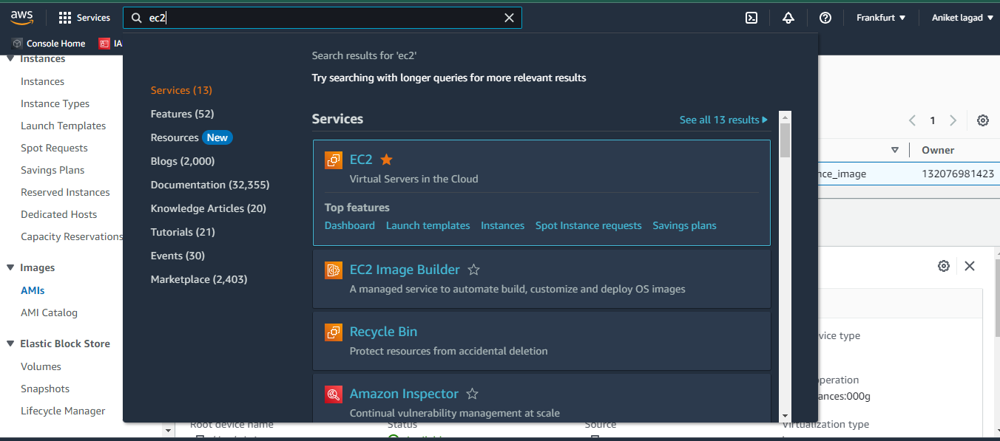 aws
Services
ec2
Frankfurt
Aniket lagad
Console Home
IA
Instances
Instances
Instance Types
Launch Templates
Spot Requests
Savings Plans
Reserved Instances
Dedicated Hosts
Capacity Reservations
Images
AMIs
AMI Catalog
Elastic Block Store
Volumes
Snapshots
Lifecycle Manager
Services (13)
Features (52)
Resources New
Blogs (2,000)
Documentation (32,355)
Knowledge Articles (20)
Tutorials (21)
Events (30)
Marketplace (2,403)
Search results for 'ec2'
Try searching with longer queries for more relevant results
Services
See all 13 results
EC2
Virtual Servers in the Cloud
Top features
Dashboard Launch templates Instances Spot Instance requests Savings plans
EC2 Image Builder
A managed service to automate build, customize and deploy OS images
Recycle Bin
Protect resources from accidental deletion
Amazon Inspector
Continual vulnerability management at scale
1
Owner
nce_image 132076981423
vice type
peration
ances:000g
Root device name Status Source Virtualization type